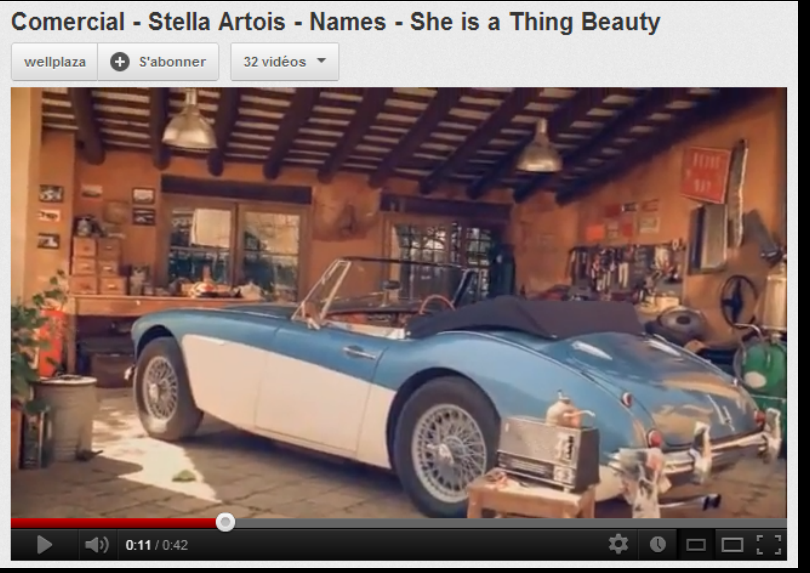 Comercial - Stella Artois - Names - She is a Thing Beauty
wellplaza S'abonner 32 vidéos
0:11 / 0:42